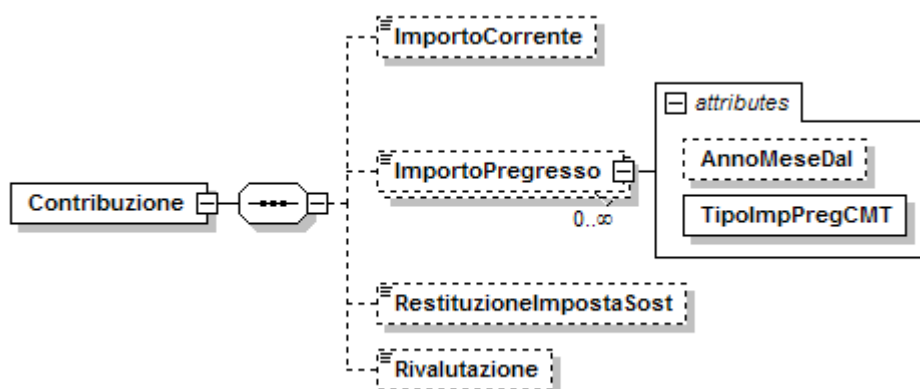 ImportoCorrente
attributes
AnnoMeseDal
ImportoPregresso
Contribuzione
TipoImpPregCMT
0..∞
RestituzioneImpostaSost
Rivalutazione